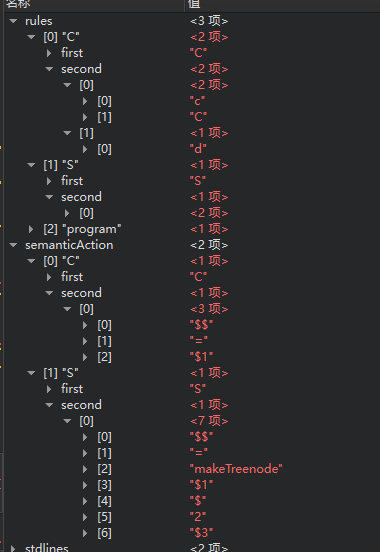 名称 值
rules <3 项>
[0] "C" <2 项>
first "C"
second <2 项>
[0] <2 项>
[0] "c"
[1] "C"
[1] <1 项>
[0] "d"
[1] "S" <1 项>
first "S"
second <1 项>
[0] <2 项>
[2] "program" <1 项>
semanticAction <2 项>
[0] "C" <1 项>
first "C"
second <1 项>
[0] <3 项>
[0] "$$"
[1] "="
[2] "$1"
[1] "S" <1 项>
first "S"
second <1 项>
[0] <7 项>
[0] "$$"
[1] "="
[2] "makeTreenode"
[3] "$1"
[4] "$"
[5] "2"
[6] "$3"
stdlines <2 项>